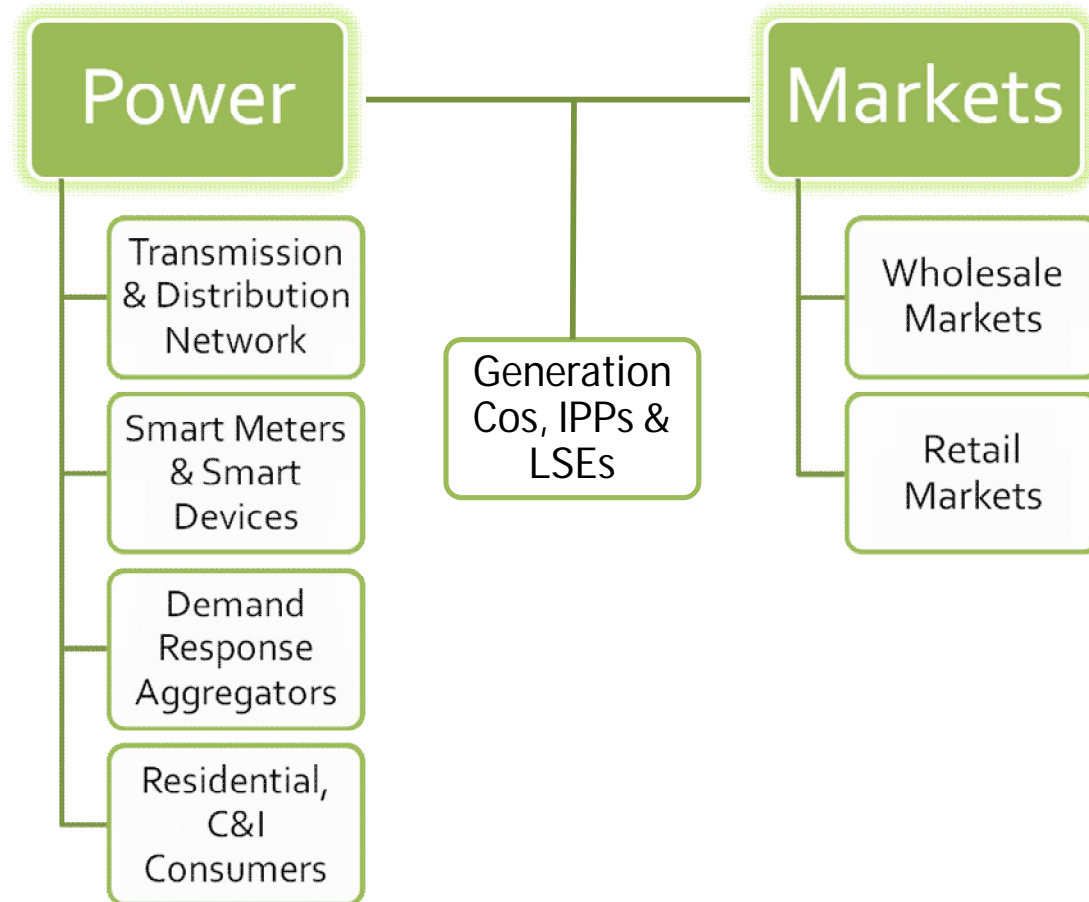 Power
Markets
Transmission
& Distribution
Network
Smart Meters
& Smart
Devices
Demand
Response
Aggregators
Residential,
C&I
Consumers
Generation
Cos, IPPs &
LSEs
Wholesale
Markets
Retail
Markets